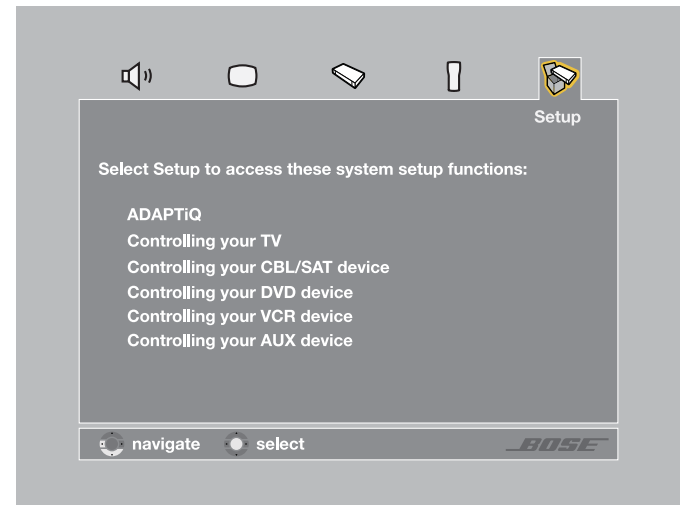 Setup
Select Setup to access these system setup functions:
ADAPTiQ
Controlling your TV
Controlling your CBL/SAT device
Controlling your DVD device
Controlling your VCR device
Controlling your AUX device
navigate select BOSE